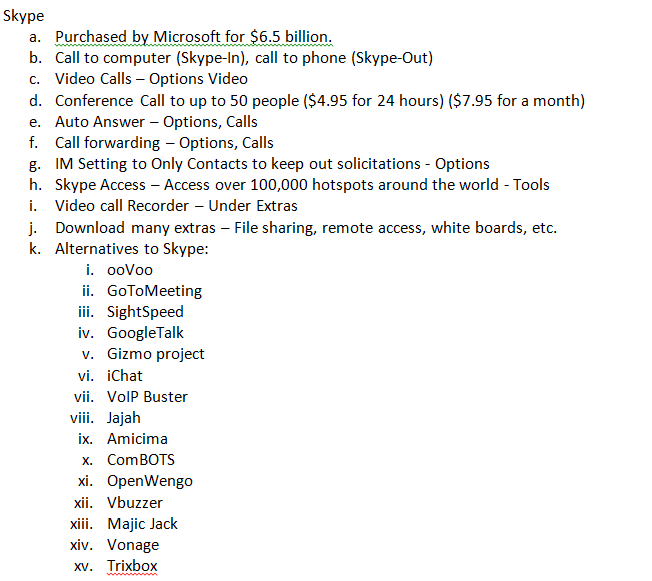 Skype
a. Purchased by Microsoft for $6.5 billion.
b. Call to computer (Skype-In), call to phone (Skype-Out)
c. Video Calls – Options Video
d. Conference Call to up to 50 people ($4.95 for 24 hours) ($7.95 for a month)
e. Auto Answer – Options, Calls
f. Call forwarding – Options, Calls
g. IM Setting to Only Contacts to keep out solicitations - Options
h. Skype Access – Access over 100,000 hotspots around the world - Tools
i. Video call Recorder – Under Extras
j. Download many extras – File sharing, remote access, white boards, etc.
k. Alternatives to Skype:
i. ooVoo
ii. GoToMeeting
iii. SightSpeed
iv. GoogleTalk
v. Gizmo project
vi. iChat
vii. VoIP Buster
viii. Jajah
ix. Amicima
x. ComBOTS
xi. OpenWengo
xii. Vbuzzer
xiii. Majic Jack
xiv. Vonage
xv. Trixbox